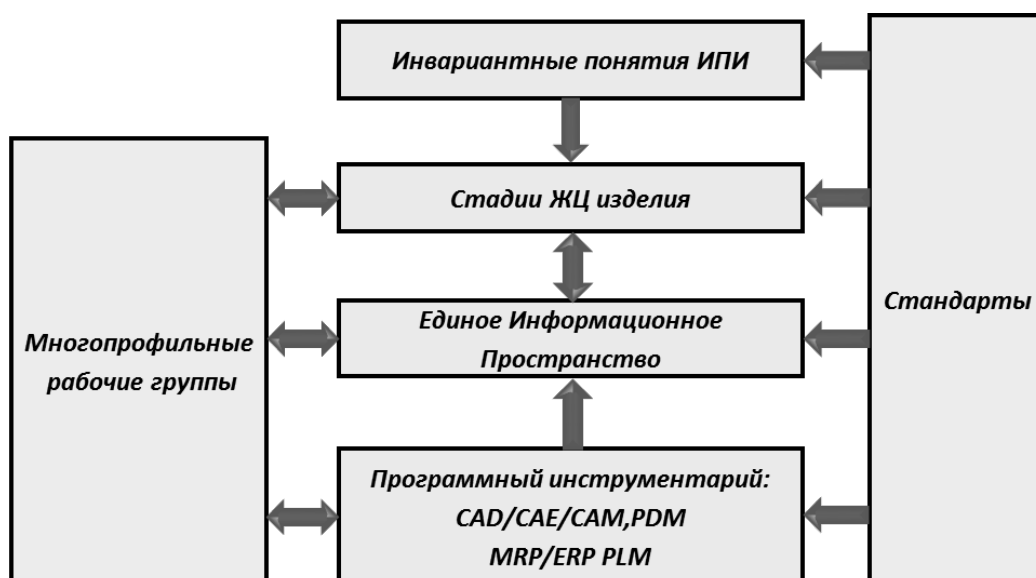 Инвариантные понятия ИПИ
Стадии ЖЦ изделия
Единое Информационное
Пространство
Программный инструментарий:
CAD/CAE/CAM,PDM
MRP/ERP PLM
Многопрофильные
рабочие группы
Стандарты